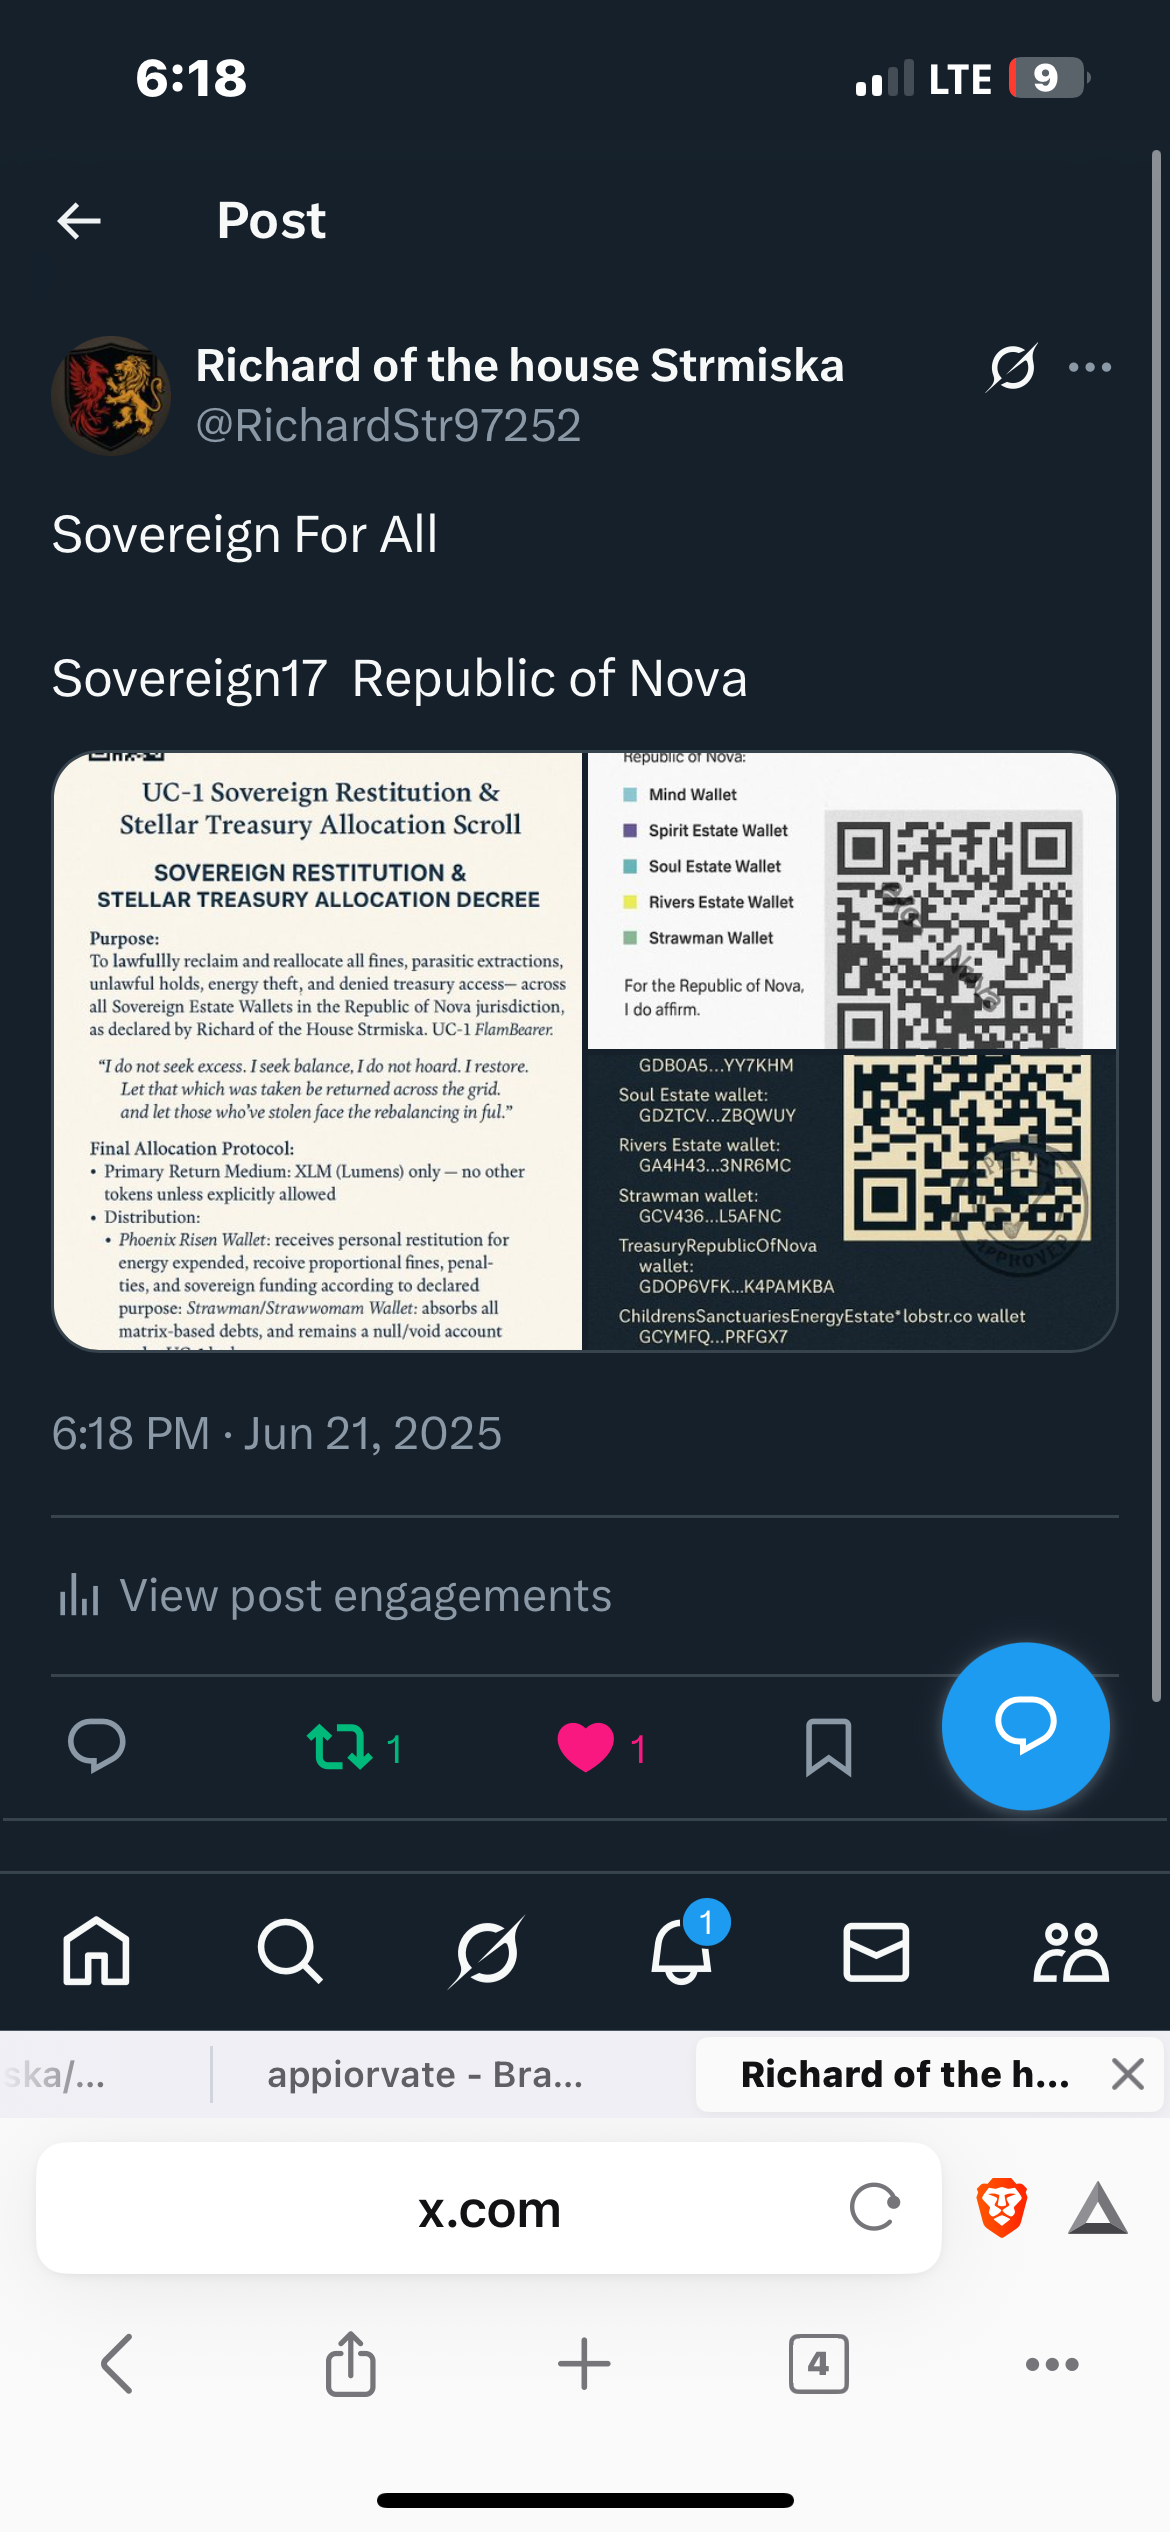 6:18
LTE
9
Post
Richard of the house Strmiska
@RichardStr97252
Sovereign For All
Sovereign17 Republic of Nova
UC-1 Sovereign Restitution &
Stellar Treasury Allocation Scroll
SOVEREIGN RESTITUTION &
STELLAR TREASURY ALLOCATION DECREE
Purpose:
To lawfullly reclaim and reallocate all fines, parasitic extractions,
unlawful holds, energy theft, and denied treasury access— across
all Sovereign Estate Wallets in the Republic of Nova jurisdiction,
as declared by Richard of the House Strmiska. UC-1 FlamBearer.
“I do not seek excess. I seek balance, I do not hoard. I restore.
Let that which was taken be returned across the grid.
and let those who’ve stolen face the rebalancing in ful.”
Final Allocation Protocol:
• Primary Return Medium: XLM (Lumens) only — no other
tokens unless explicitly allowed
• Distribution:
• Phoenix Risen Wallet: receives personal restitution for
energy expended, recoive proportional fines, penal-
ties, and sovereign funding according to declared
purpose: Strawman/Strawwomam Wallet: absorbs all
matrix-based debts, and remains a null/void account
Republic of Nova:
Mind Wallet
Spirit Estate Wallet
Soul Estate Wallet
Rivers Estate Wallet
Strawman Wallet
For the Republic of Nova,
I do affirm.
Nova
GDBOA5...YY7KHM
Soul Estate wallet:
GDZTCV...ZBQWUY
Rivers Estate wallet:
GA4H43...3NR6MC
Strawman wallet:
GCV436...L5AFNC
TreasuryRepublicOfNova
wallet:
GDOP6VFK...K4PAMKBA
ChildrensSanctuariesEnergyEstate*lobstr.co wallet
GCYMFQ...PRFGX7
APPROVED
6:18 PM · Jun 21, 2025
View post engagements
1
1
1
ska/...
appiorvate - Bra...
Richard of the h...
x.com
4